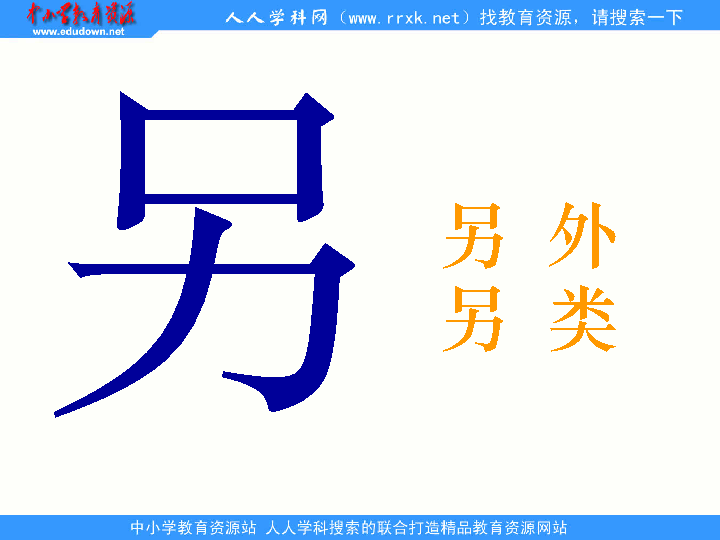 中小学教育资源
www.edudown.net
人人学科网（www.rrxk.net）找教育资源，请搜索一下
另
另 外
另 类
中小学教育资源站 人人学科搜索的联合打造精品教育资源网站